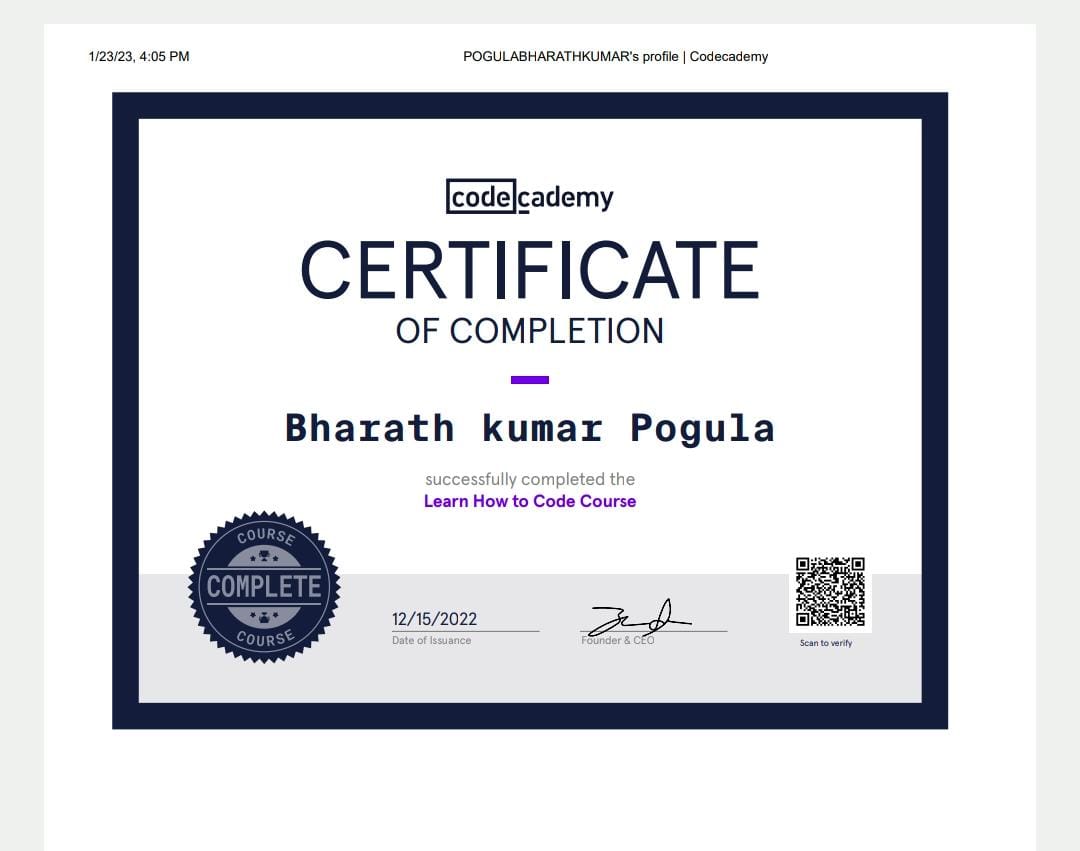 1/23/23, 4:05 PM
POGULABHARATHKUMAR's profile | Codecademy
codecademy
CERTIFICATE
OF COMPLETION
Bharath kumar Pogula
successfully completed the
Learn How to Code Course
COURSE
COMPLETE
COURSE
12/15/2022
Date of Issuance
Founder & CEO
Scan to verify